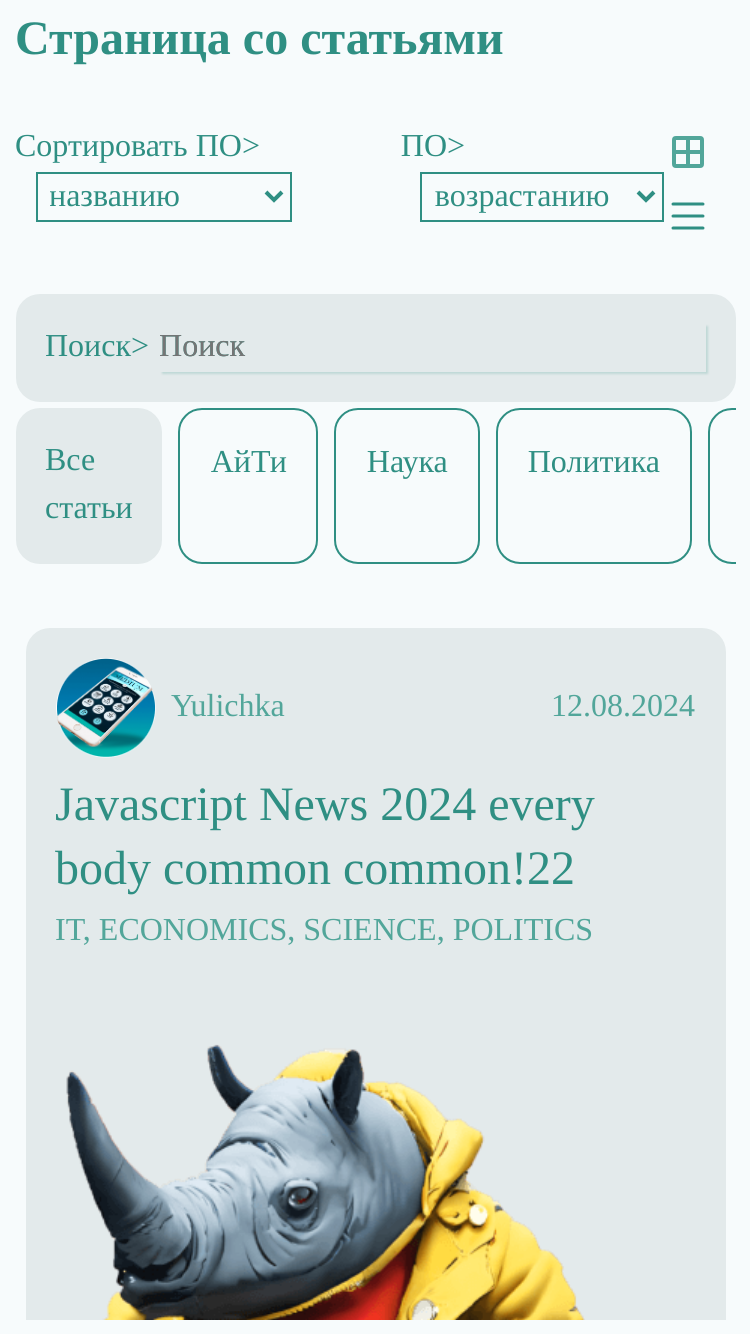 Страница со статьями
Сортировать ПО> ПО>
названию возрастанию
Поиск> Поиск
Все статьи АйТи Наука Политика
Yulichka 12.08.2024
Javascript News 2024 every
body common common!22
IT, ECONOMICS, SCIENCE, POLITICS